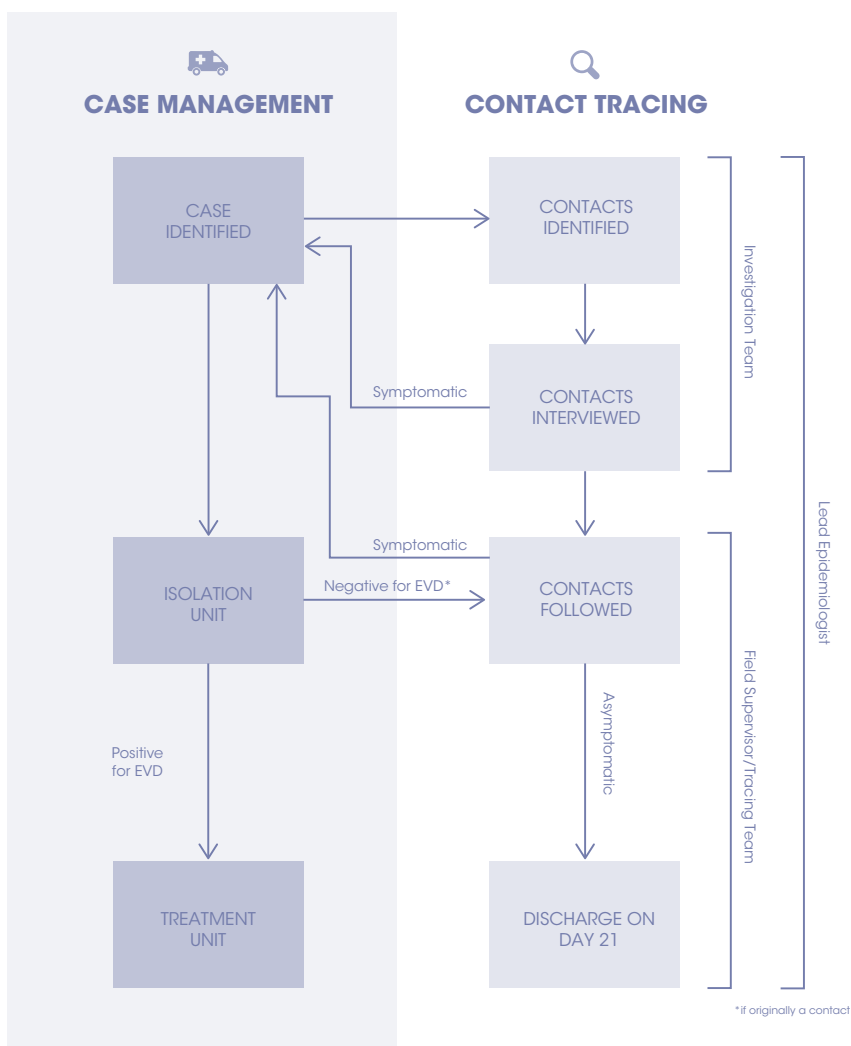 CASE MANAGEMENT
CONTACT TRACING
CASE
IDENTIFIED
CONTACTS
IDENTIFIED
Investigation Team
Symptomatic
CONTACTS
INTERVIEWED
Lead Epidemiologist
Symptomatic
ISOLATION
UNIT
Negative for EVD*
CONTACTS
FOLLOWED
Field Supervisor/Tracing Team
Positive
for EVD
Asymptomatic
TREATMENT
UNIT
DISCHARGE ON
DAY 21
*if originally a contact